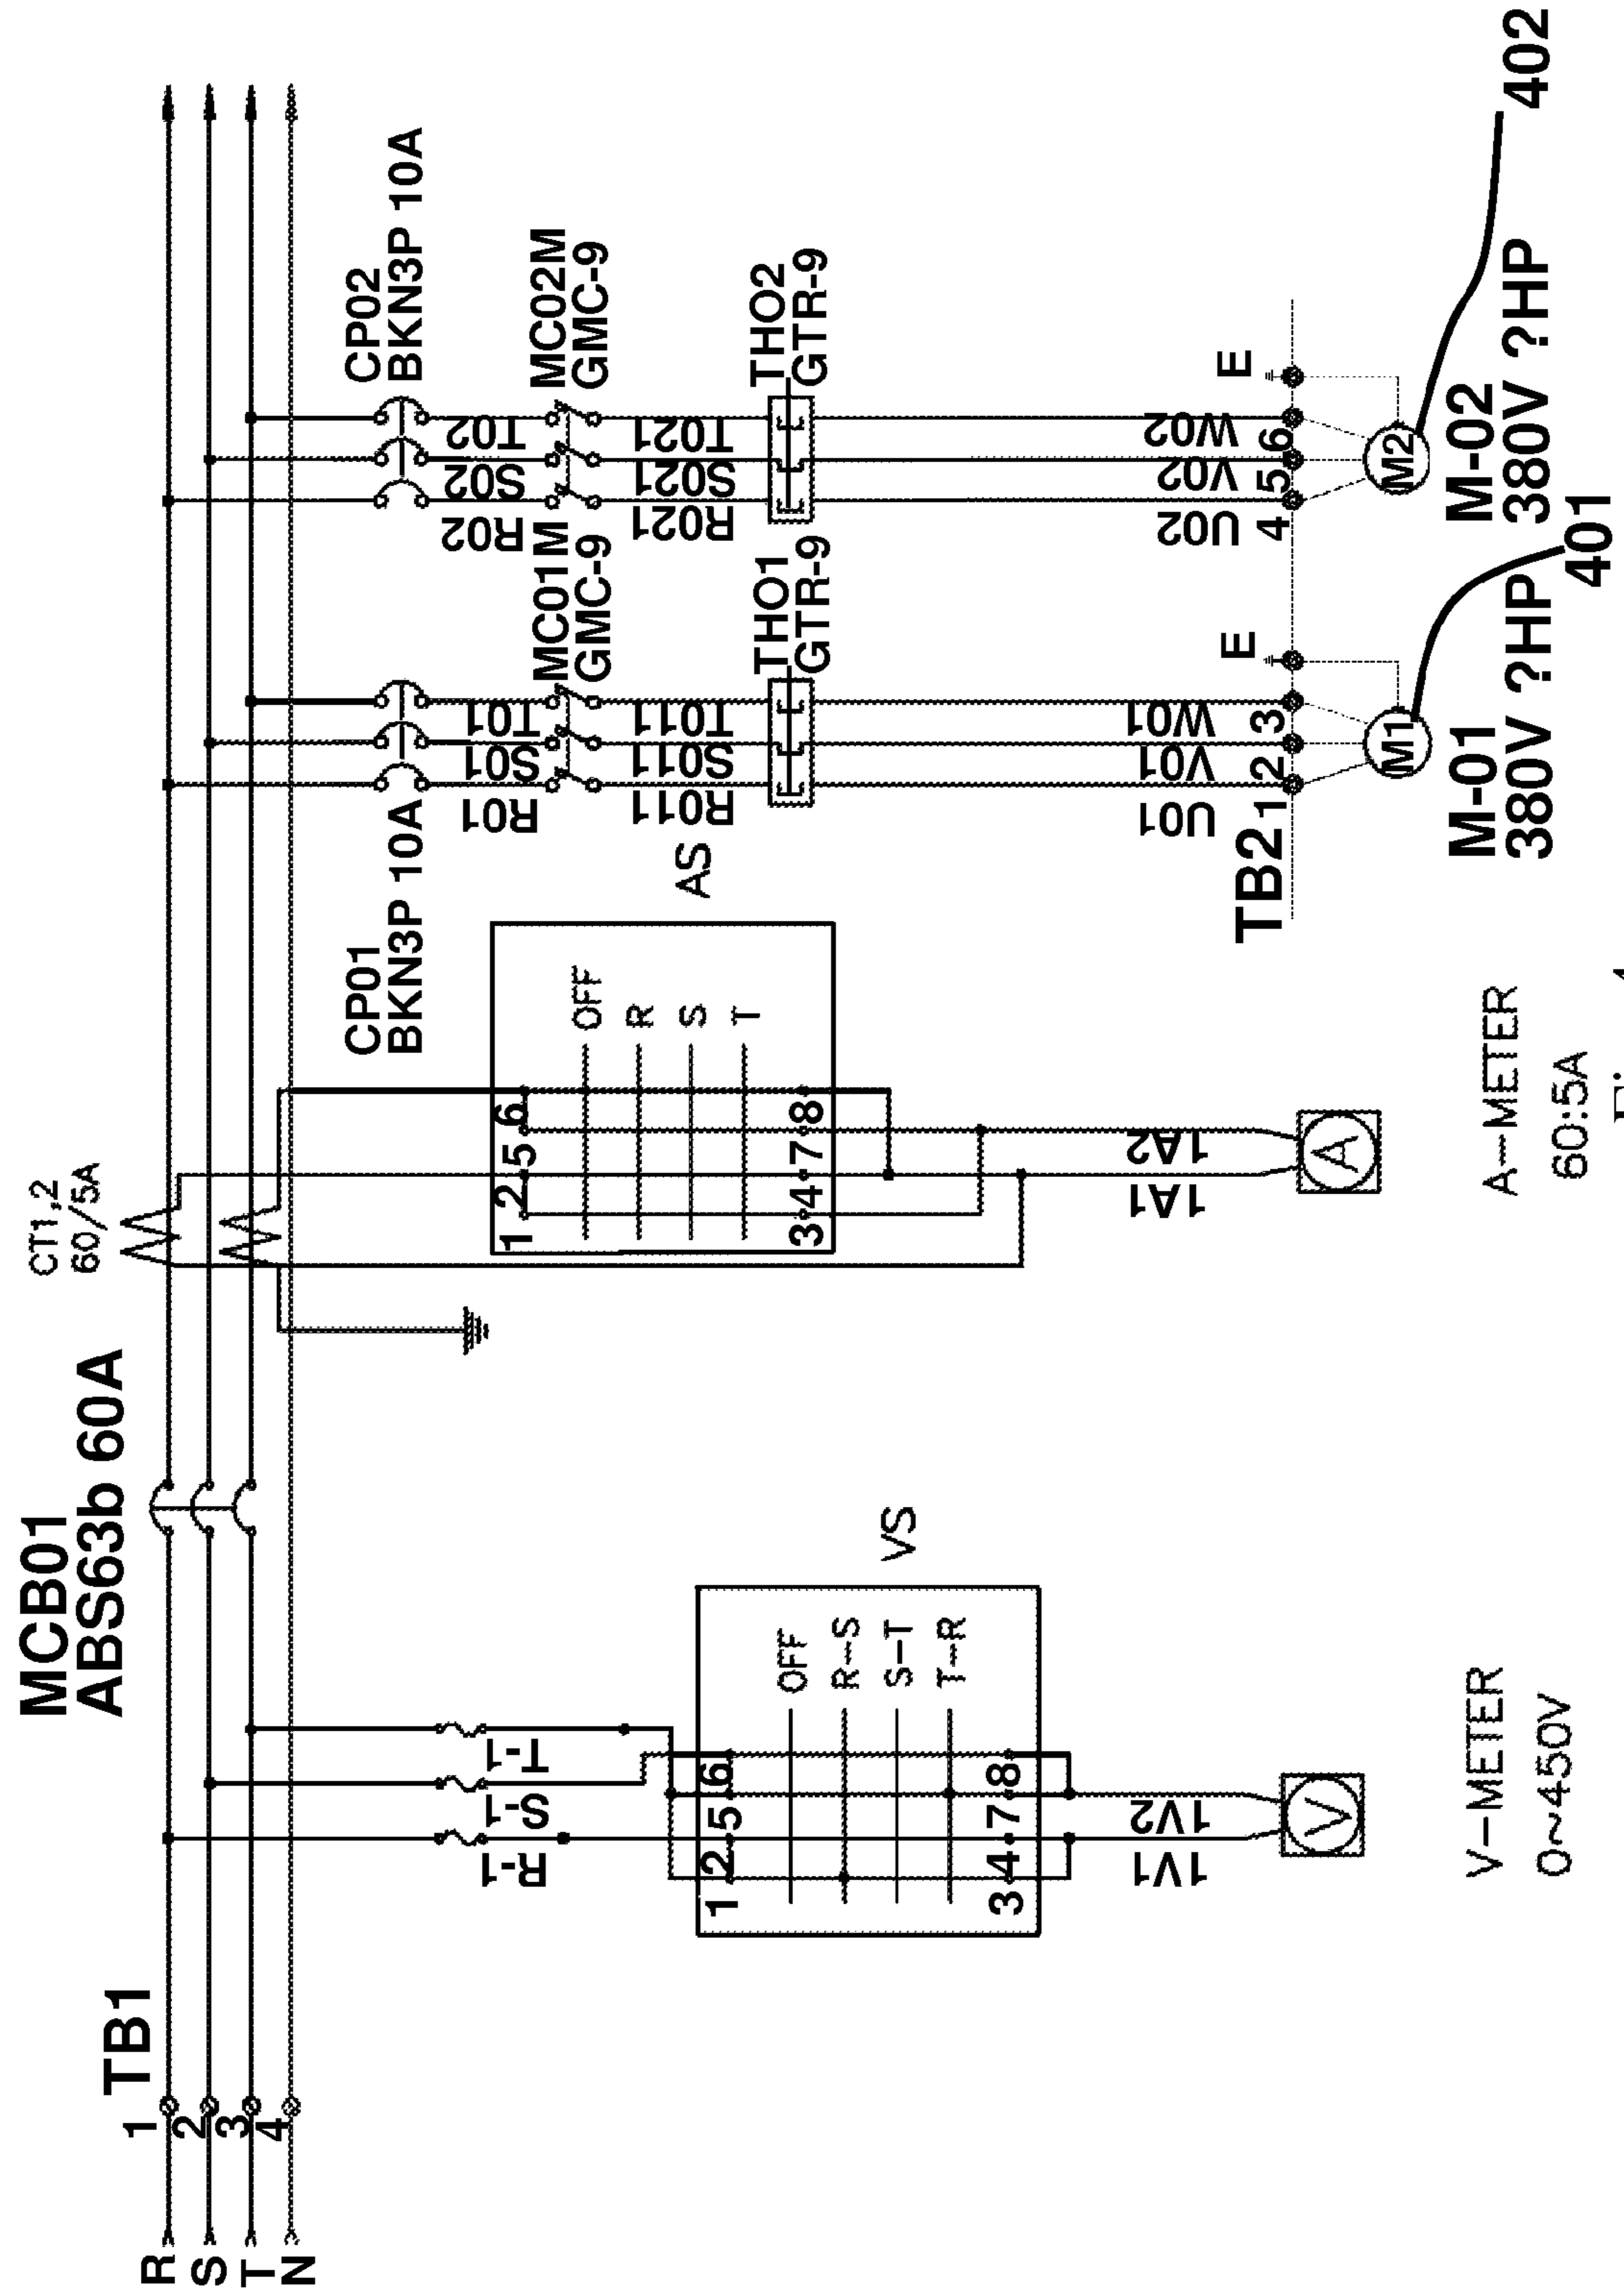 MCB01
ABS63b 60A
CT1,2
60/5A
TB1
R 1
S 2
T 3
N 4
CP01
BKN3P 10A
CP02
BKN3P 10A
R-1
S-1
T-1
R01
S01
T01
R02
S02
T02
MC01M
GMC-9
MC02M
GMC-9
R011
S011
T011
R021
S021
T021
VS
1 2 5 6
OFF
R-S
S-T
T-R
3 4 7 8
AS
1 2 5 6
OFF
R
S
T
3 4 7 8
THO1
GTR-9
THO2
GTR-9
1V1
1V2
1A1
1A2
U01
V01
W01
U02
V02
W02
TB2
1 2 3 E
4 5 6 E
V
A
M1
M2
V-METER
0~450V
A-METER
60:5A
M-01
380V ?HP
401
M-02
380V ?HP
402